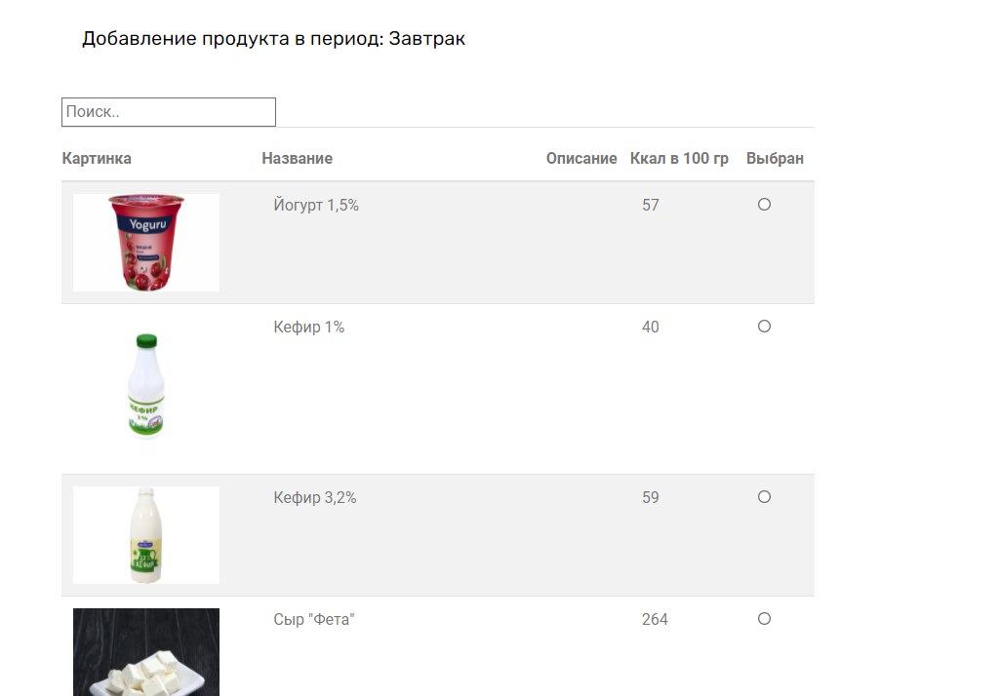 Добавление продукта в период: Завтрак
Поиск..
Картинка Название Описание Ккал в 100 гр Выбран
Yoguru
Йогурт 1,5% 57
Кефир 1% 40
КЕФИР
1%
Кефир 3,2% 59
КЕФИР
Сыр "Фета" 264